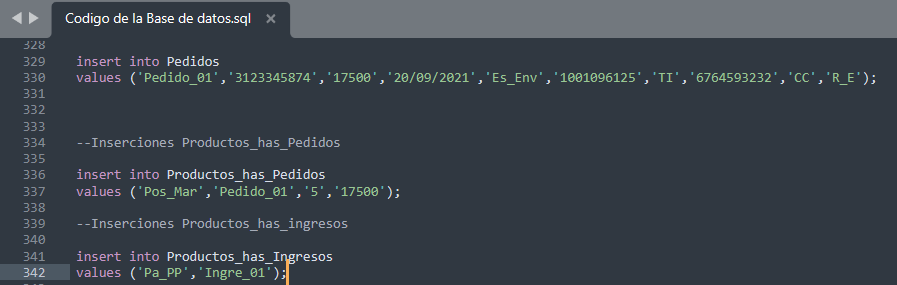 Codigo de la Base de datos.sql
328
329 insert into Pedidos
330 values ('Pedido_01','3123345874','17500','20/09/2021','Es_Env','1001096125','TI','6764593232','CC','R_E');
331
332
333
334 --Inserciones Productos_has_Pedidos
335
336 insert into Productos_has_Pedidos
337 values ('Pos_Mar','Pedido_01','5','17500');
338
339 --Inserciones Productos_has_ingresos
340
341 insert into Productos_has_Ingresos
342 values ('Pa_PP','Ingre_01');